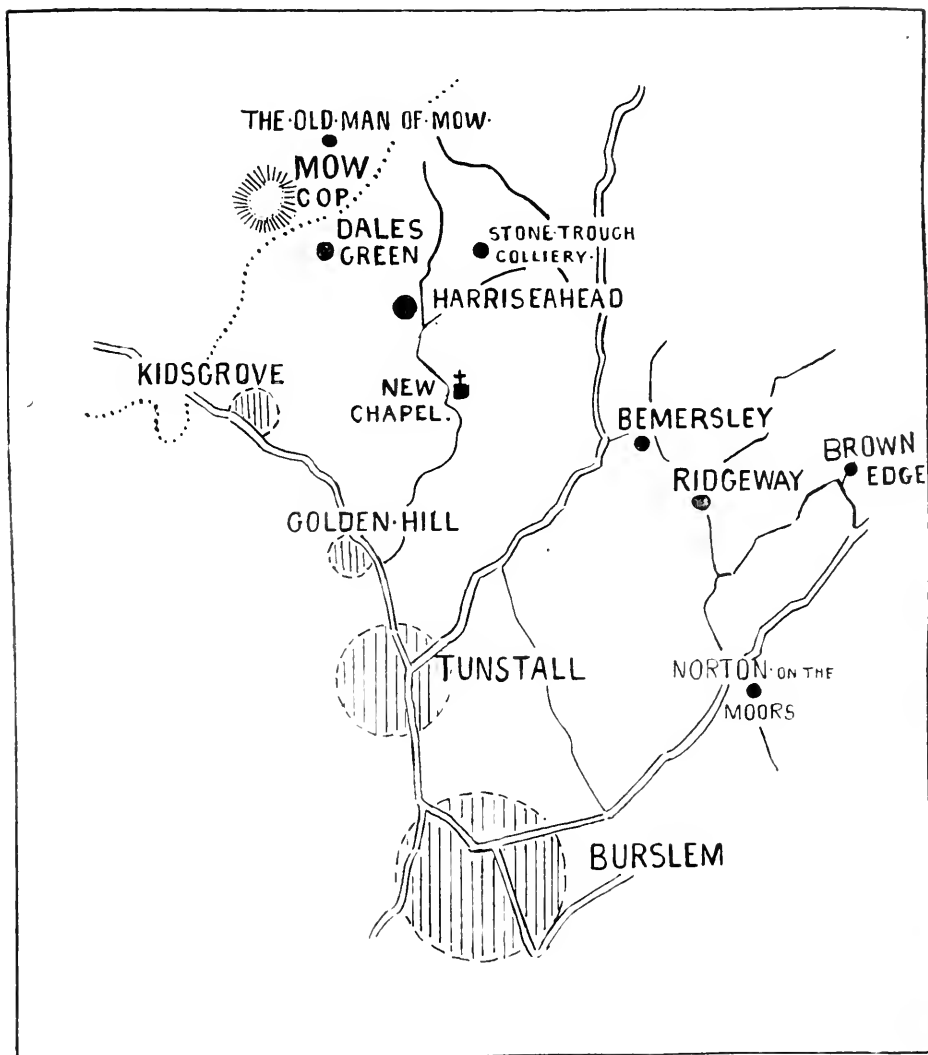 THE·OLD·MAN OF·MOW·
MOW
COP.
DALES
GREEN
STONE·TROUGH
COLLIERY·
HARRISEAHEAD
KIDSGROVE
NEW
CHAPEL.
BEMERSLEY
BROWN
EDGE
RIDGEWAY
GOLDEN·HILL
TUNSTALL
NORTON·ON THE
MOORS
BURSLEM